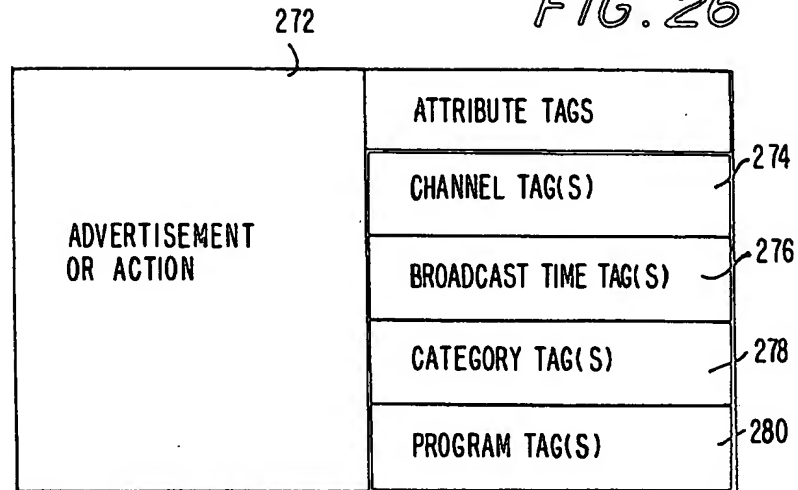 FIG. 26
272
ADVERTISEMENT
OR ACTION
ATTRIBUTE TAGS
CHANNEL TAG(S)
274
BROADCAST TIME TAG(S)
276
CATEGORY TAG(S)
278
PROGRAM TAG(S)
280